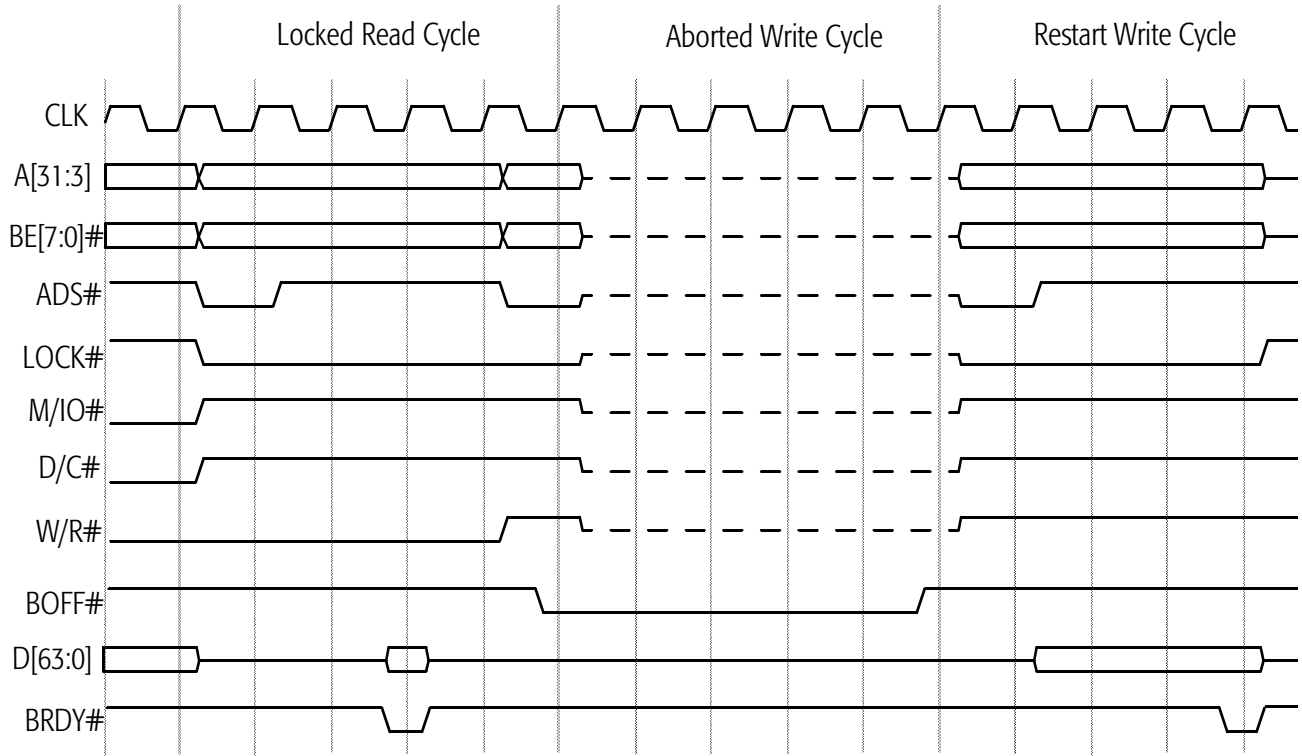 Locked Read Cycle Aborted Write Cycle Restart Write Cycle
CLK
A[31:3]
BE[7:0]#
ADS#
LOCK#
M/IO#
D/C#
W/R#
BOFF#
D[63:0]
BRDY#